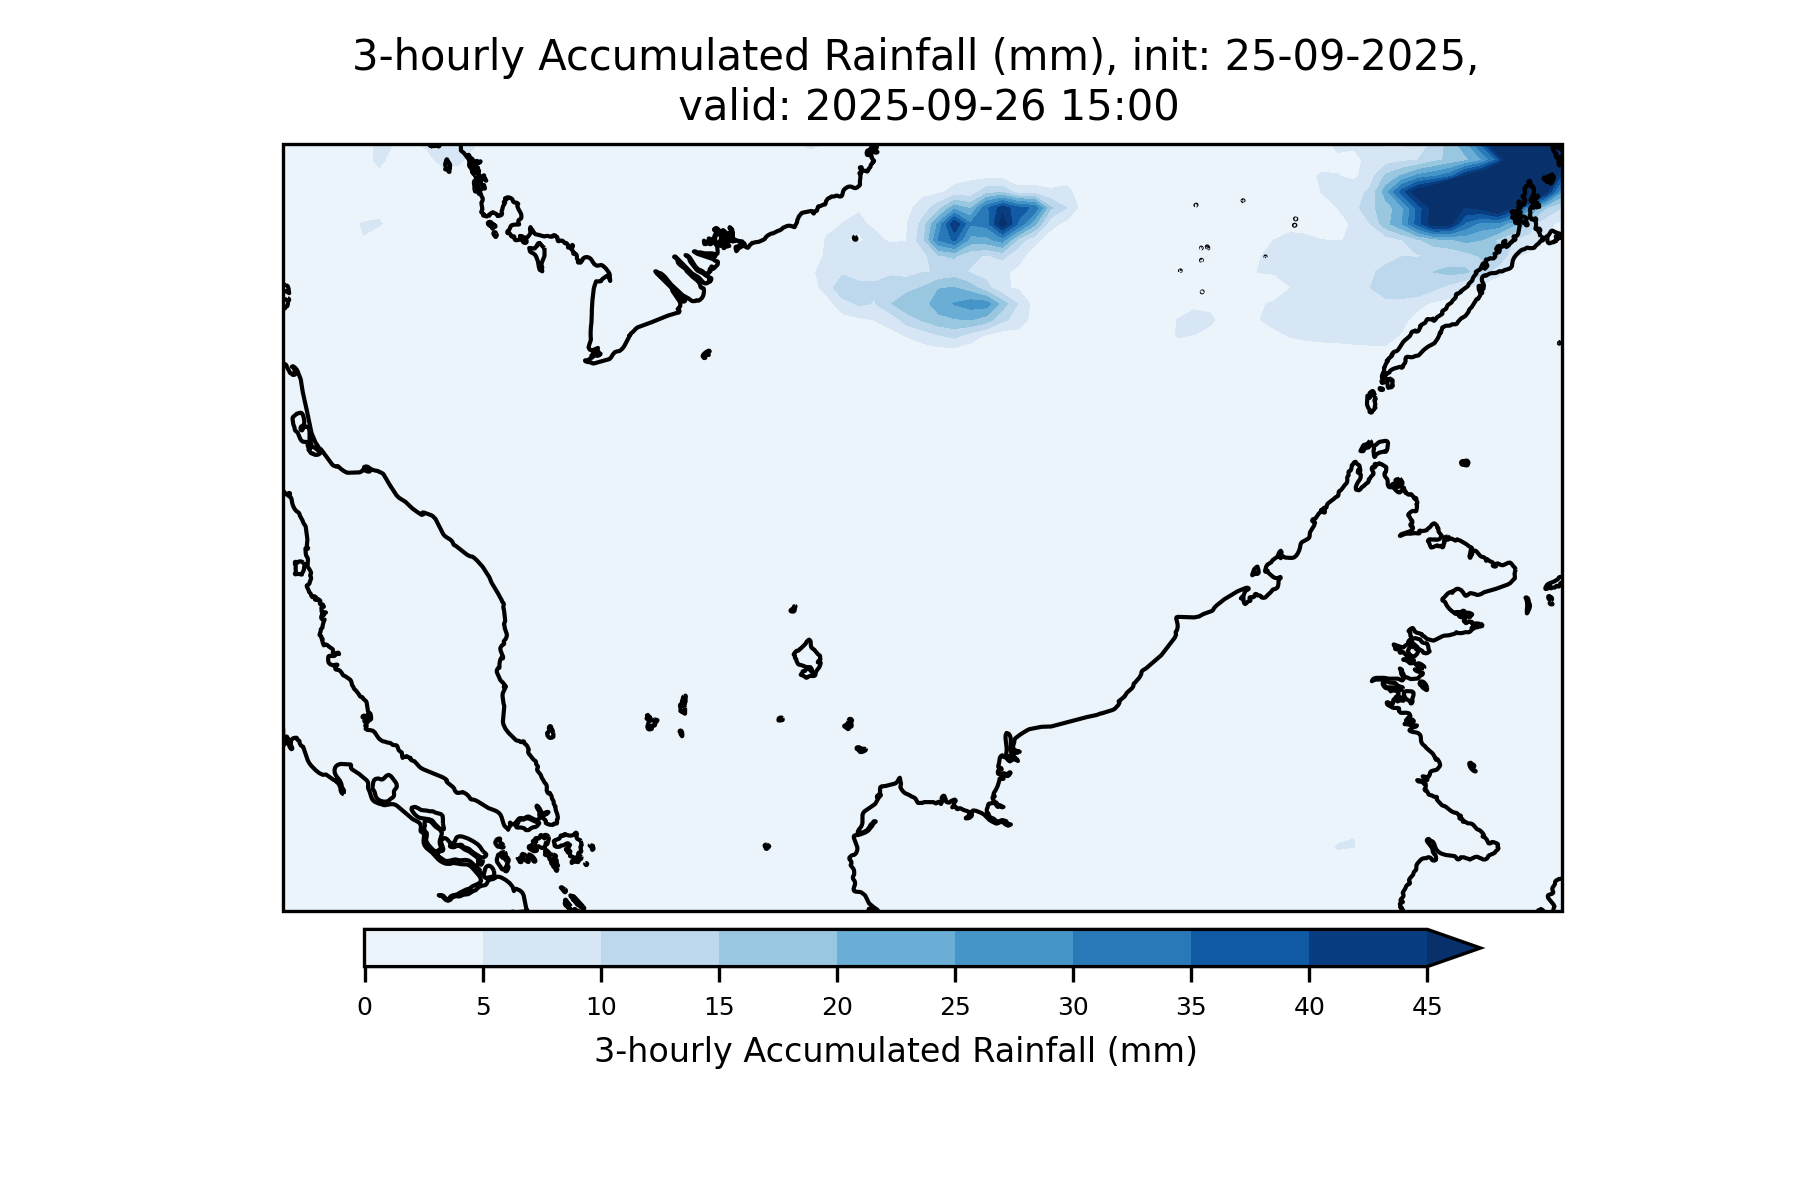 3-hourly Accumulated Rainfall (mm), init: 25-09-2025,
valid: 2025-09-26 15:00
0 5 10 15 20 25 30 35 40 45
3-hourly Accumulated Rainfall (mm)